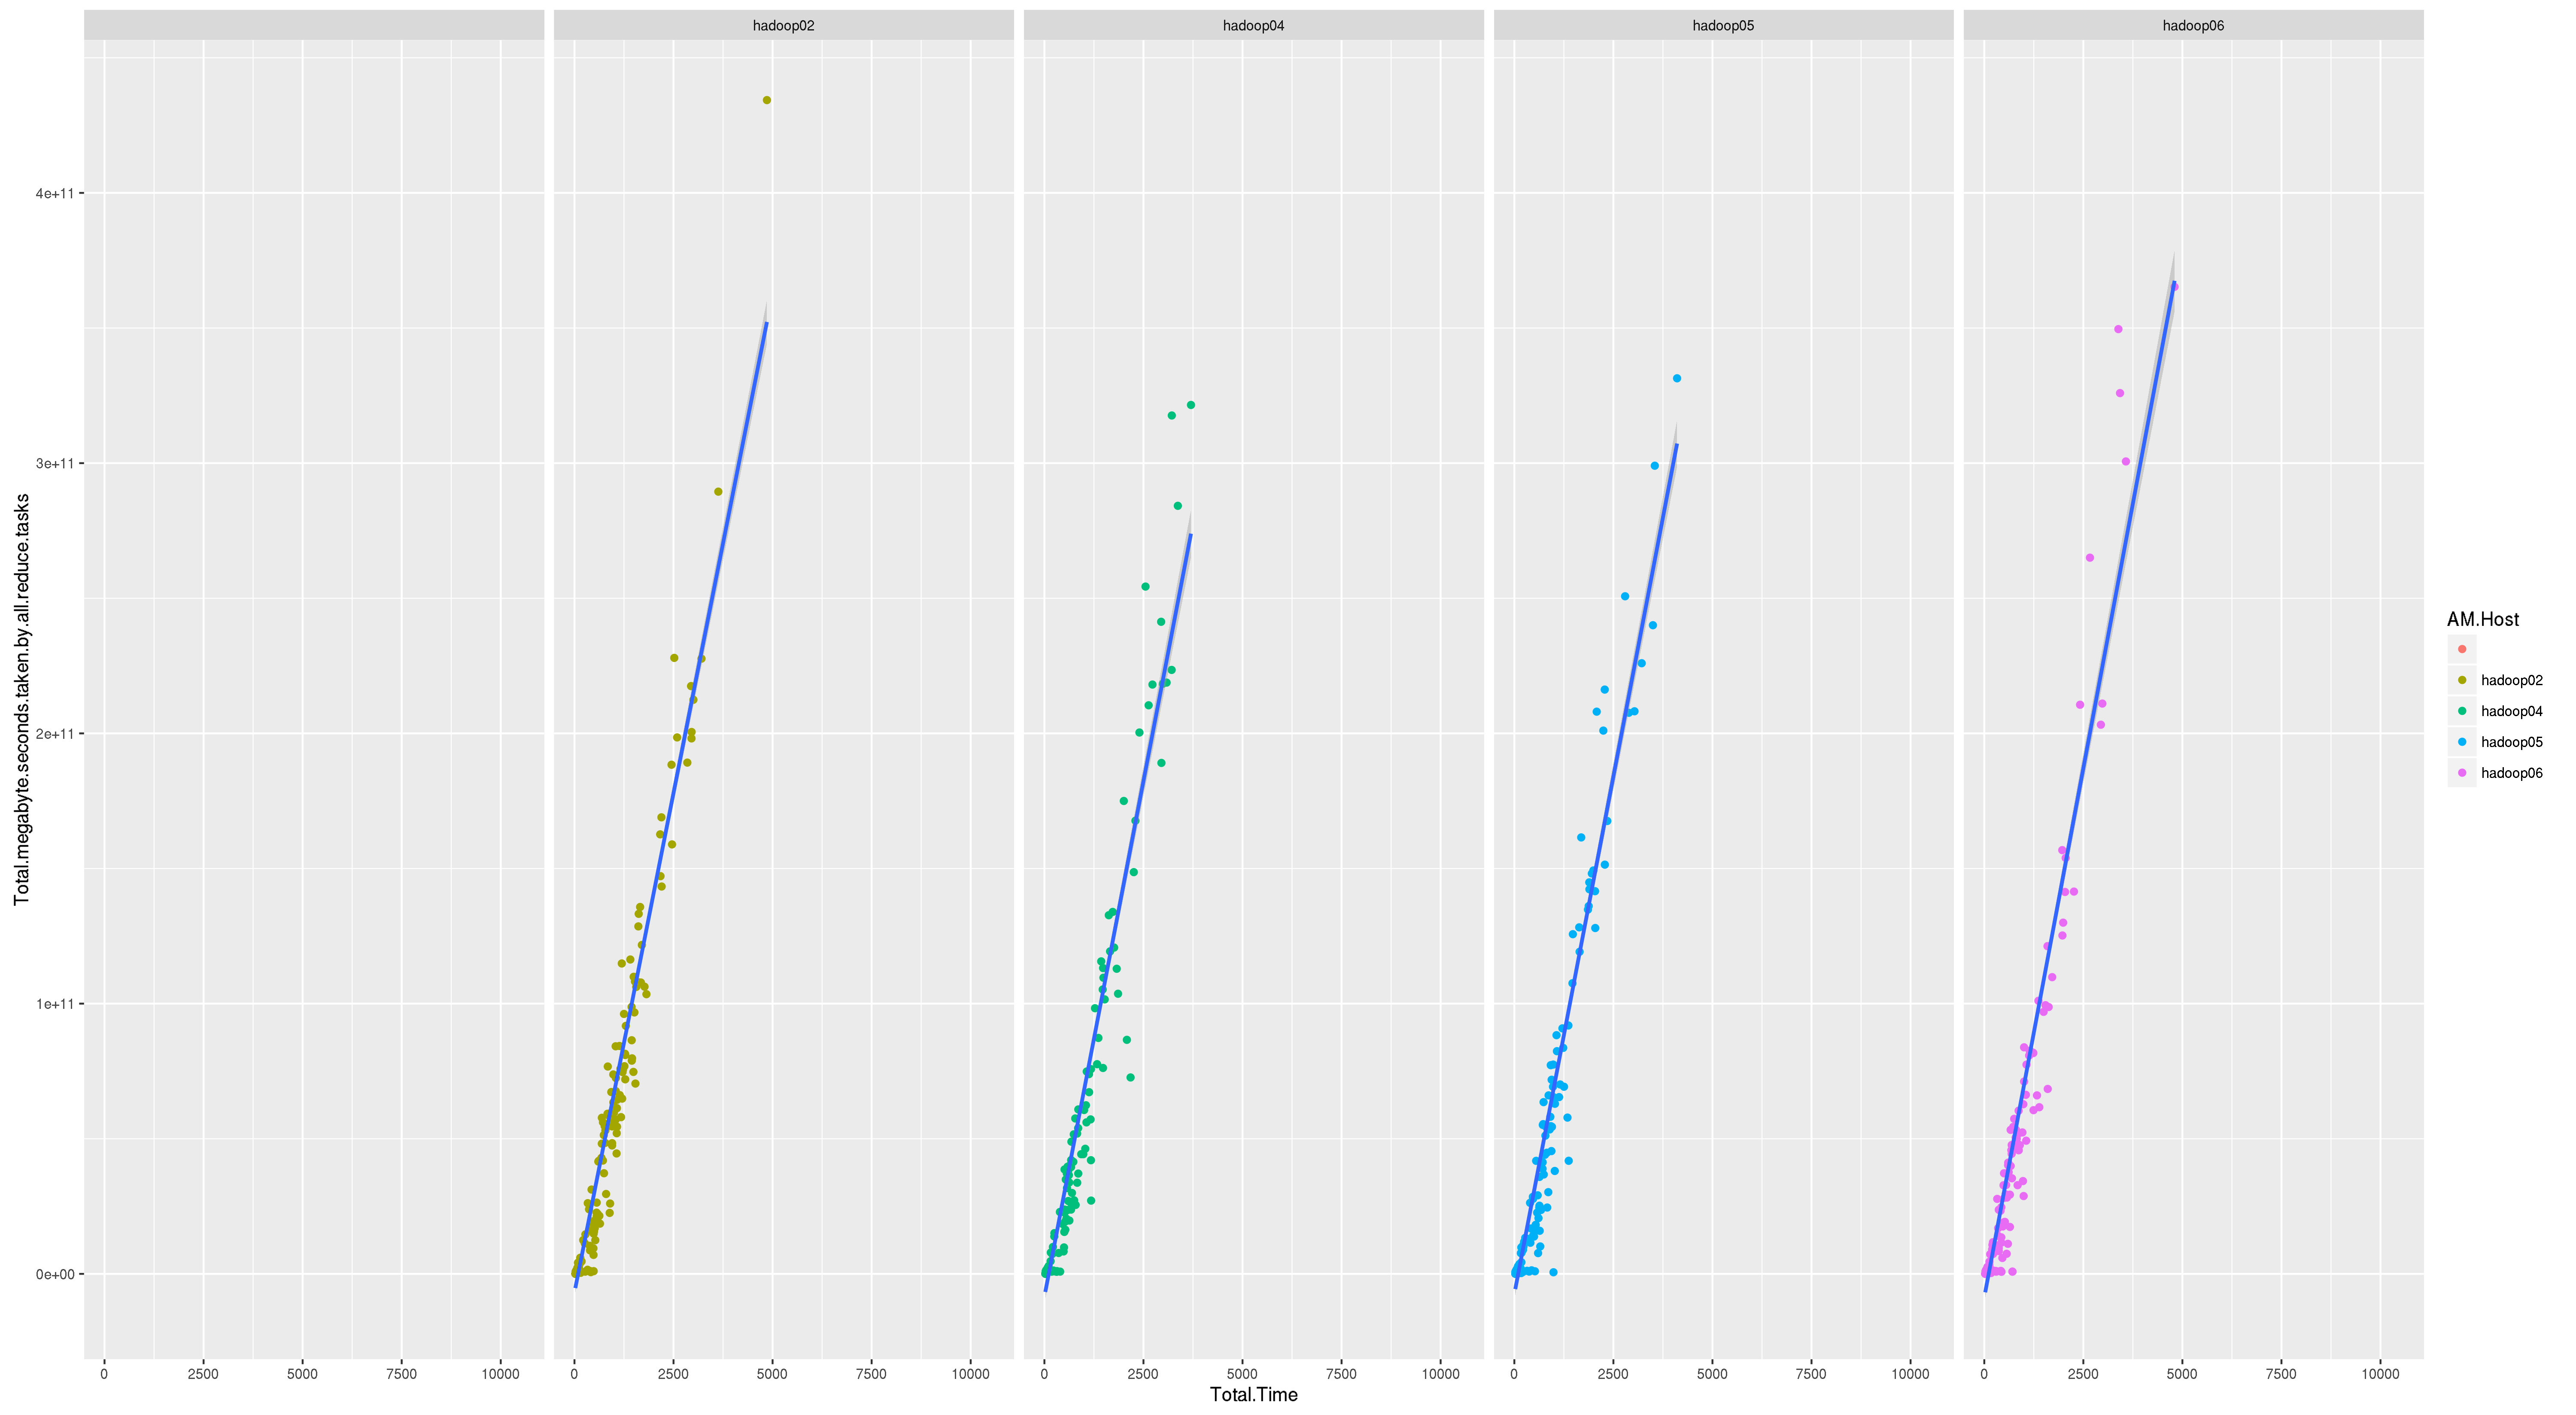 hadoop02 hadoop04 hadoop05 hadoop06
4e+11
3e+11
2e+11
1e+11
0e+00
Total.megabyte.seconds.taken.by.all.reduce.tasks
0 2500 5000 7500 10000 0 2500 5000 7500 10000 0 2500 5000 7500 10000 0 2500 5000 7500 10000 0 2500 5000 7500 10000
Total.Time
AM.Host
hadoop02
hadoop04
hadoop05
hadoop06